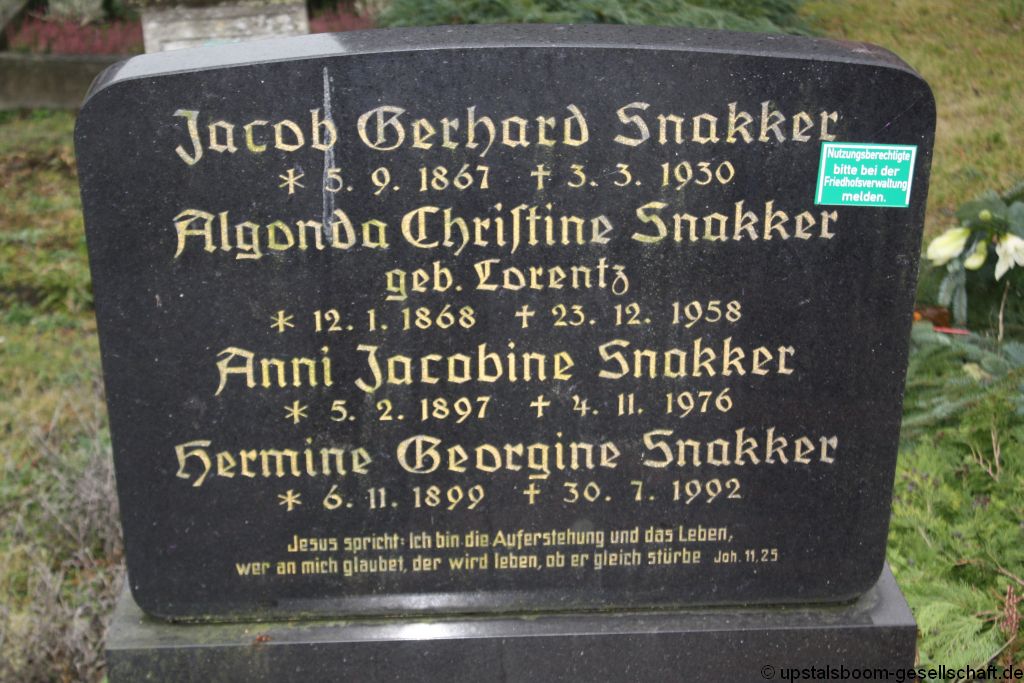 Jacob Gerhard Snakker
* 5. 9. 1867 † 3. 3. 1930
Nutzungsberechtigte
bitte bei der
Friedhofsverwaltung
melden.
Algonda Chriſtine Snakker
geb. Lorentz
* 12. 1. 1868 † 23. 12. 1958
Anni Jacobine Snakker
* 5. 2. 1897 † 4. 11. 1976
Hermine Georgine Snakker
* 6. 11. 1899 † 30. 7. 1992
Jesus spricht: Ich bin die Auferstehung und das Leben,
wer an mich glaubet, der wird leben, ob er gleich stürbe Joh. 11, 25
© upstalsboom-gesellschaft.de